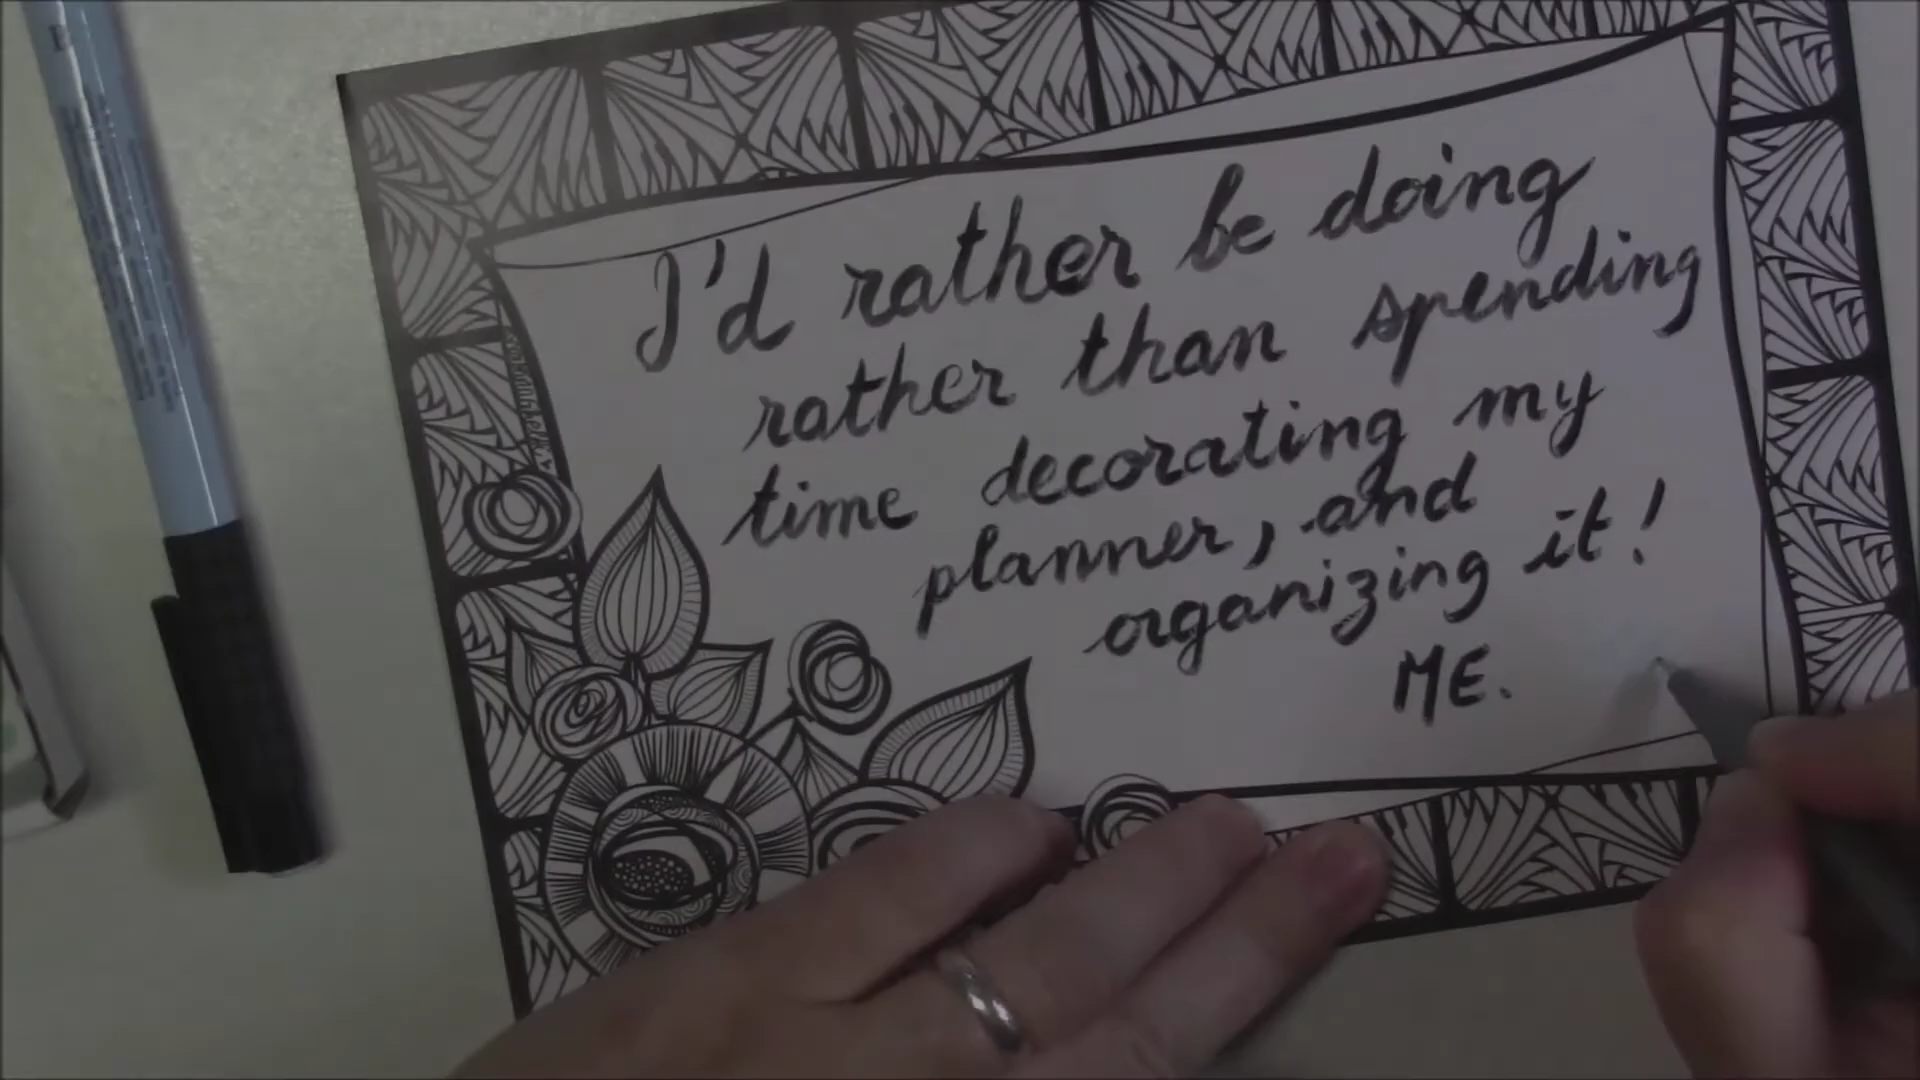 I'd rather be doing
rather than spending
time decorating my
planner, and
organizing it!
ME.